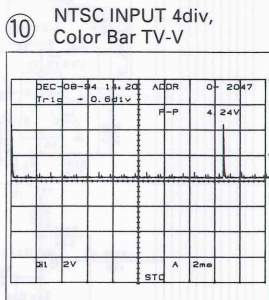 ⑩ NTSC INPUT 4div,
Color Bar TV-V
DEC-08-94 14:20 ADDR 0- 2047
Trig + 0.6div
P-P 4.24V
2V A 2ms
STO